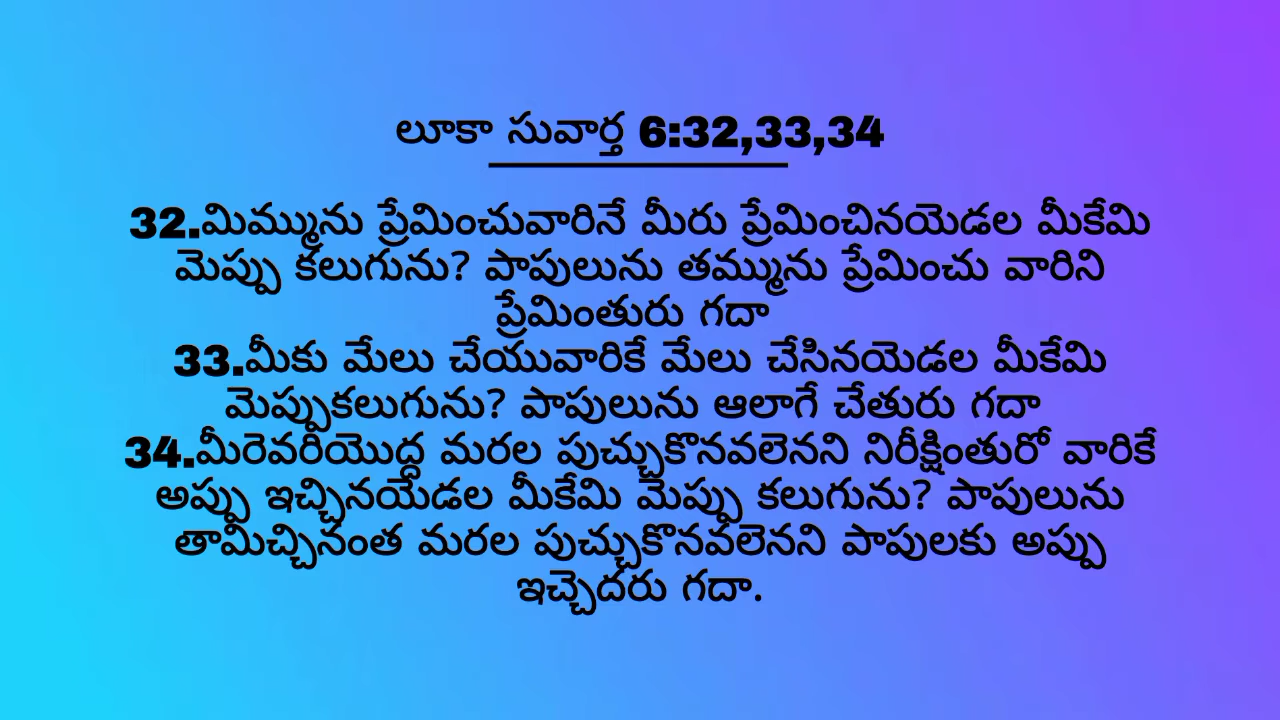 లూకా సువార్త 6:32,33,34
32.మిమ్మును ప్రేమించువారినే మీరు ప్రేమించినయెడల మీకేమి
మెప్పు కలుగును? పాపులును తమ్మును ప్రేమించు వారిని
ప్రేమింతురు గదా
33.మీకు మేలు చేయువారికే మేలు చేసినయెడల మీకేమి
మెప్పుకలుగును? పాపులును ఆలాగే చేతురు గదా
34.మీరెవరియొద్ద మరల పుచ్చుకొనవలెనని నిరీక్షింతురో వారికే
అప్పు ఇచ్చినయేడల మీకేమి మెప్పు కలుగును? పాపులును
తామిచ్చినంత మరల పుచ్చుకొనవలెనని పాపులకు అప్పు
ఇచ్చెదరు గదా.